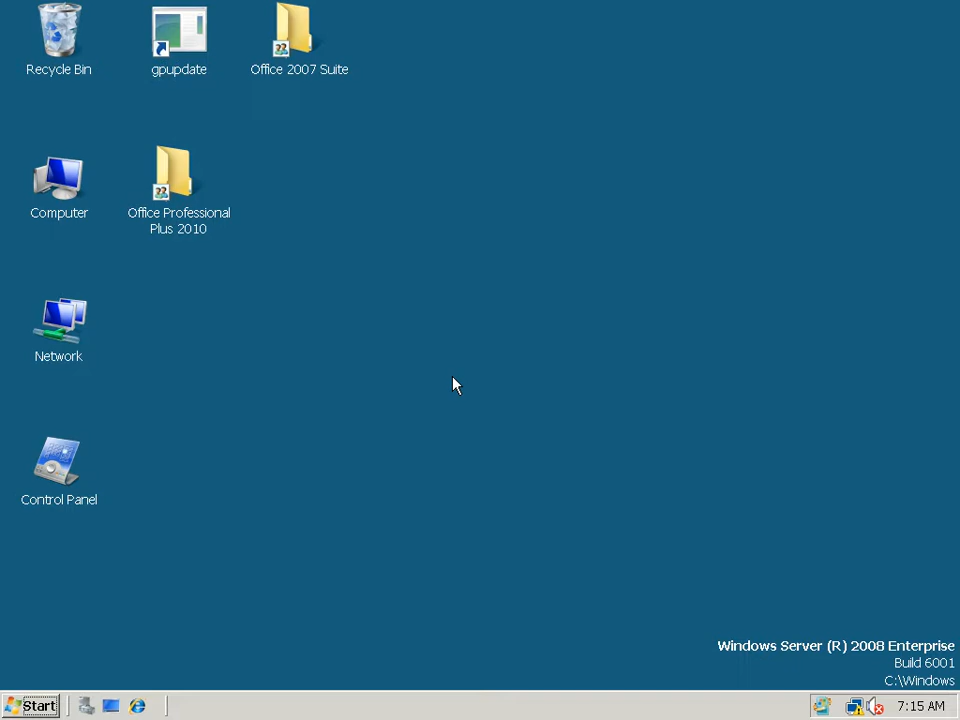 Recycle Bin
gpupdate
Office 2007 Suite
Computer
Office Professional
Plus 2010
Network
Control Panel
Windows Server (R) 2008 Enterprise
Build 6001
C:\Windows
Start
7:15 AM